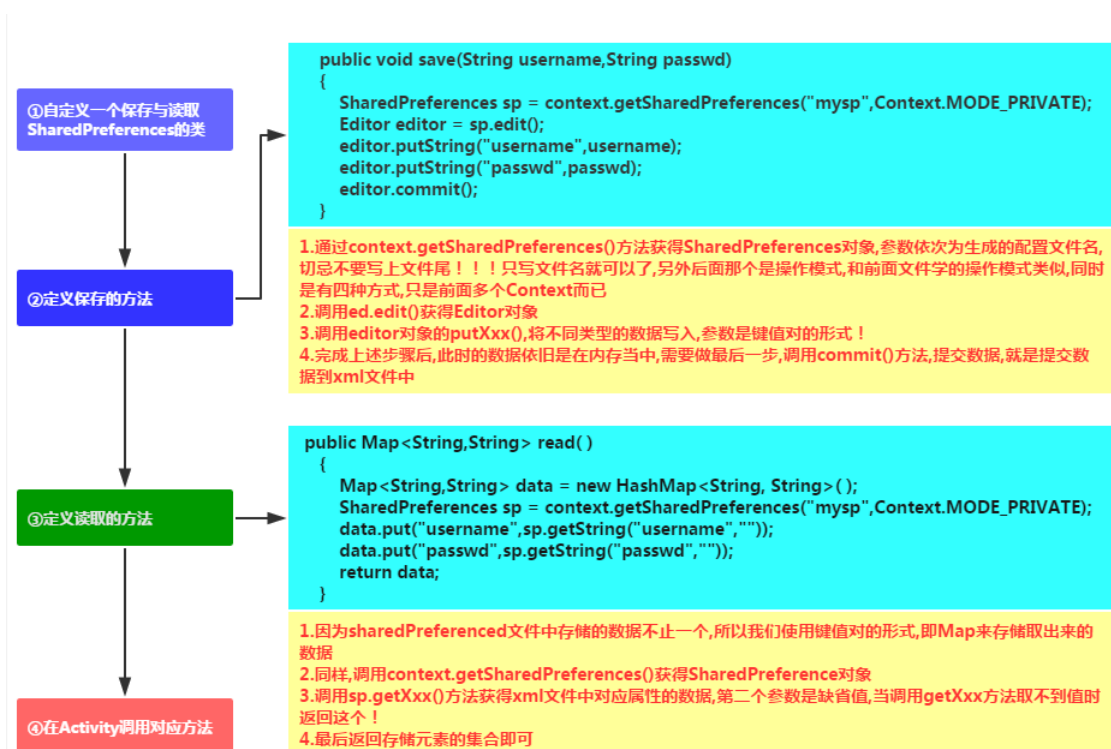 ①自定义一个保存与读取
SharedPreferences的类
②定义保存的方法
public void save(String username,String passwd)
{
SharedPreferences sp = context.getSharedPreferences("mysp",Context.MODE_PRIVATE);
Editor editor = sp.edit();
editor.putString("username",username);
editor.putString("passwd",passwd);
editor.commit();
}
1.通过context.getSharedPreferences()方法获得SharedPreferences对象,参数依次为生成的配置文件名,
切忌不要写上文件尾！！！只写文件名就可以了,另外后面那个是操作模式,和前面文件学的操作模式类似,同时
是有四种方式,只是前面多个Context而已
2.调用ed.edit()获得Editor对象
3.调用editor对象的putXxx(),将不同类型的数据写入,参数是键值对的形式！
4.完成上述步骤后,此时的数据依旧是在内存当中,需要做最后一步,调用commit()方法,提交数据,就是提交数
据到xml文件中
③定义读取的方法
public Map<String,String> read( )
{
Map<String,String> data = new HashMap<String, String>( );
SharedPreferences sp = context.getSharedPreferences("mysp",Context.MODE_PRIVATE);
data.put("username",sp.getString("username",""));
data.put("passwd",sp.getString("passwd",""));
return data;
}
1.因为sharedPreferenced文件中存储的数据不止一个,所以我们使用键值对的形式,即Map来存储取出来的
数据
2.同样,调用context.getSharedPreferences()获得SharedPreference对象
3.调用sp.getXxx()方法获得xml文件中对应属性的数据,第二个参数是缺省值,当调用getXxx方法取不到值时
返回这个！
4.最后返回存储元素的集合即可
④在Activity调用对应方法